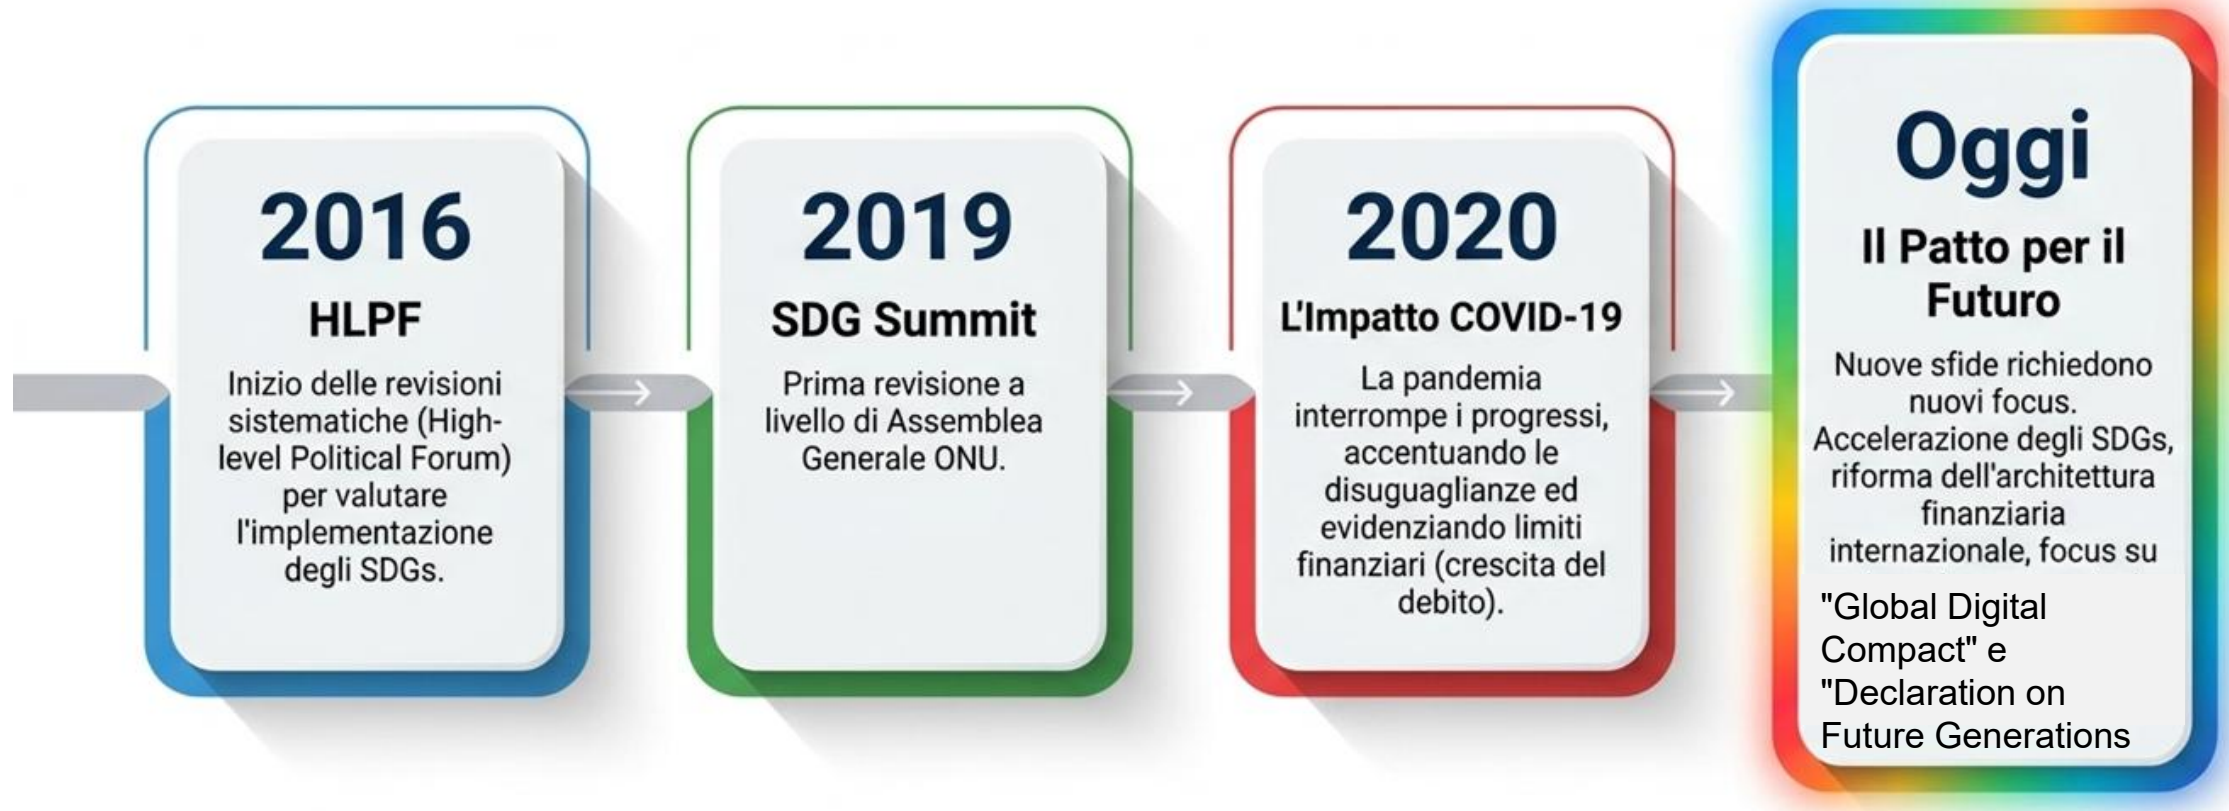 2016
HLPF
Inizio delle revisioni
sistematiche (High-
level Political Forum)
per valutare
l'implementazione
degli SDGs.
2019
SDG Summit
Prima revisione a
livello di Assemblea
Generale ONU.
2020
L'Impatto COVID-19
La pandemia
interrompe i progressi,
accentuando le
disuguaglianze ed
evidenziando limiti
finanziari (crescita del
debito).
Oggi
Il Patto per il
Futuro
Nuove sfide richiedono
nuovi focus.
Accelerazione degli SDGs,
riforma dell'architettura
finanziaria
internazionale, focus su
"Global Digital
Compact" e
"Declaration on
Future Generations